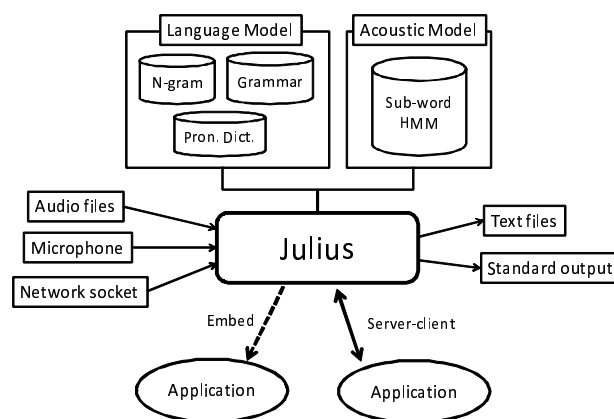 Language Model
Acoustic Model
N-gram
Grammar
Pron. Dict.
Sub-word
HMM
Audio files
Microphone
Network socket
Julius
Text files
Standard output
Embed
Server-client
Application
Application